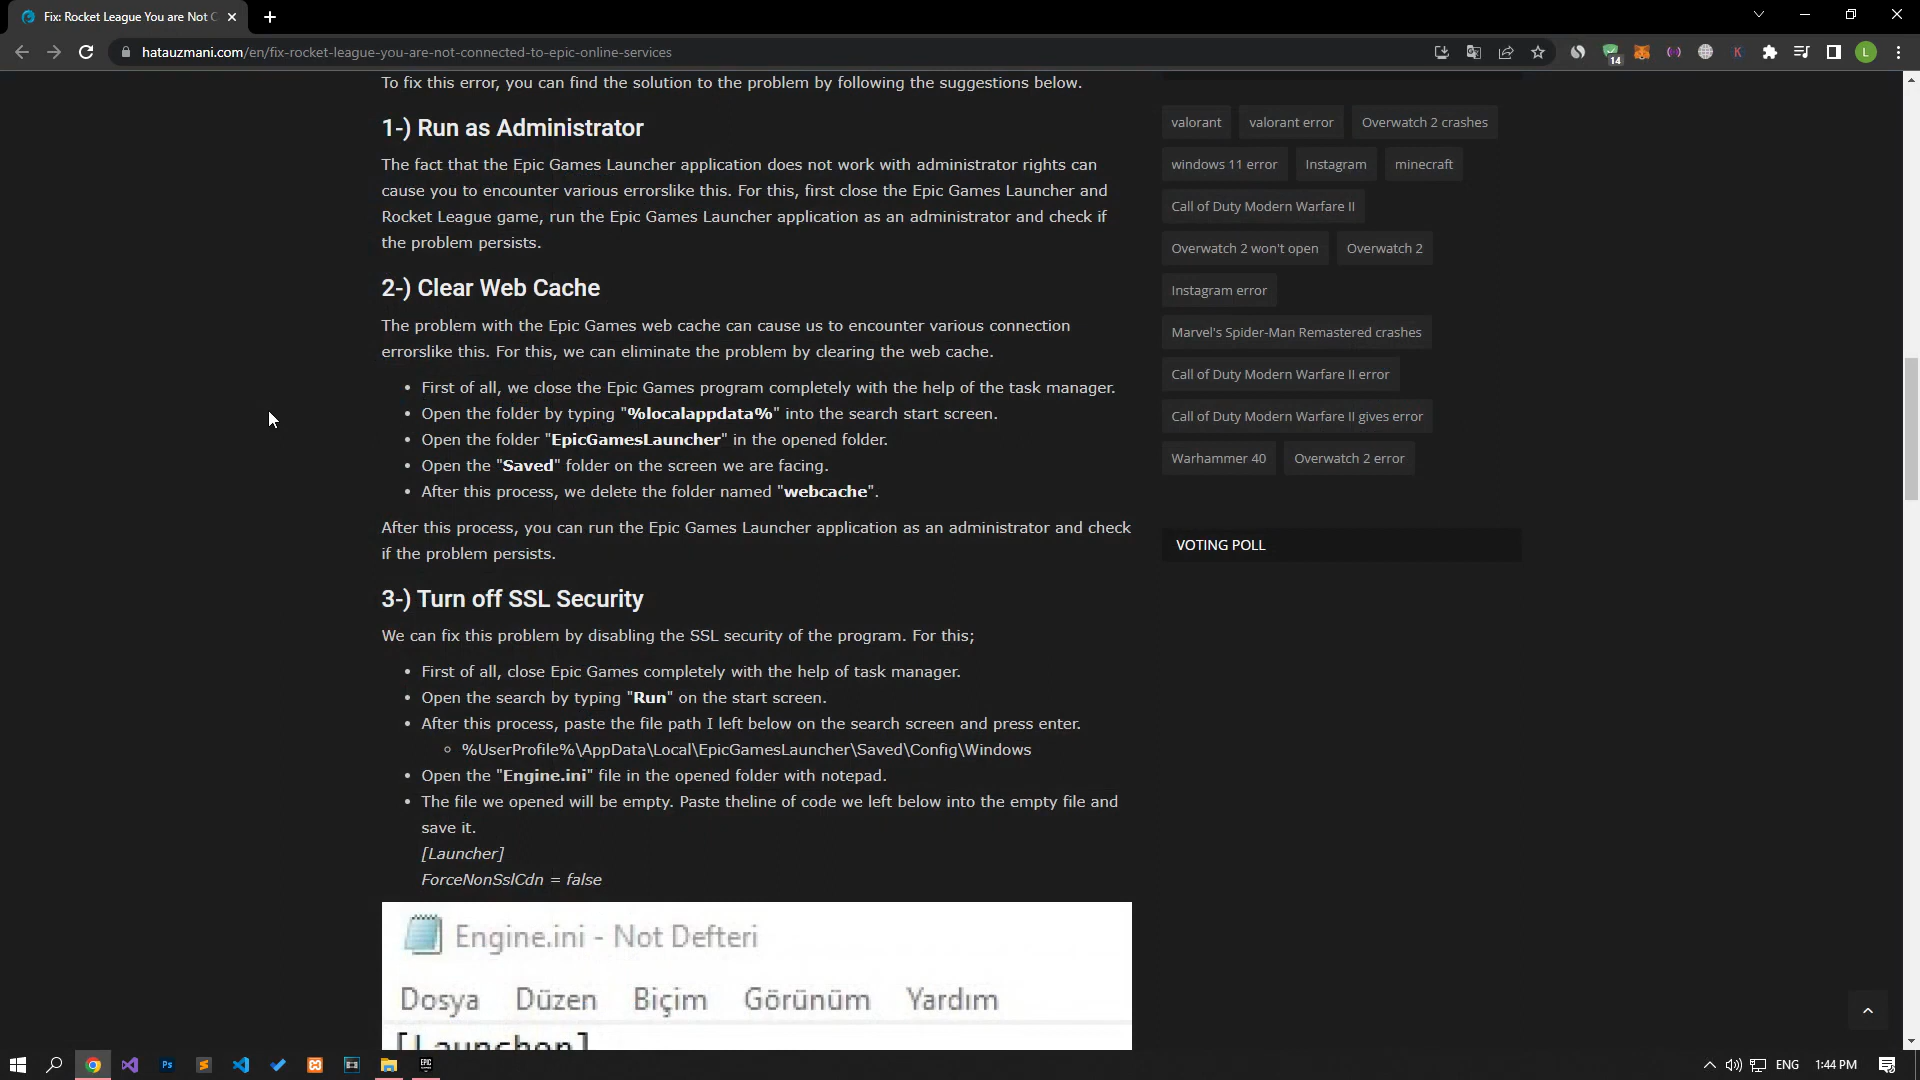 Fix: Rocket League You are Not C
hatauzmani.com/en/fix-rocket-league-you-are-not-connected-to-epic-online-services
14
K
L
To fix this error, you can find the solution to the problem by following the suggestions below.
1-) Run as Administrator
The fact that the Epic Games Launcher application does not work with administrator rights can
cause you to encounter various errorslike this. For this, first close the Epic Games Launcher and
Rocket League game, run the Epic Games Launcher application as an administrator and check if
the problem persists.
2-) Clear Web Cache
The problem with the Epic Games web cache can cause us to encounter various connection
errorslike this. For this, we can eliminate the problem by clearing the web cache.
• First of all, we close the Epic Games program completely with the help of the task manager.
• Open the folder by typing "%localappdata%" into the search start screen.
• Open the folder "EpicGamesLauncher" in the opened folder.
• Open the "Saved" folder on the screen we are facing.
• After this process, we delete the folder named "webcache".
After this process, you can run the Epic Games Launcher application as an administrator and check
if the problem persists.
3-) Turn off SSL Security
We can fix this problem by disabling the SSL security of the program. For this;
• First of all, close Epic Games completely with the help of task manager.
• Open the search by typing "Run" on the start screen.
• After this process, paste the file path I left below on the search screen and press enter.
◦ %UserProfile%\AppData\Local\EpicGamesLauncher\Saved\Config\Windows
• Open the "Engine.ini" file in the opened folder with notepad.
• The file we opened will be empty. Paste theline of code we left below into the empty file and
save it.
[Launcher]
ForceNonSslCdn = false
Engine.ini - Not Defteri
Dosya Düzen Biçim Görünüm Yardım
[Launcher]
valorant valorant error Overwatch 2 crashes
windows 11 error Instagram minecraft
Call of Duty Modern Warfare II
Overwatch 2 won't open Overwatch 2
Instagram error
Marvel's Spider-Man Remastered crashes
Call of Duty Modern Warfare II error
Call of Duty Modern Warfare II gives error
Warhammer 40 Overwatch 2 error
VOTING POLL
Ps
EPIC
ENG
1:44 PM